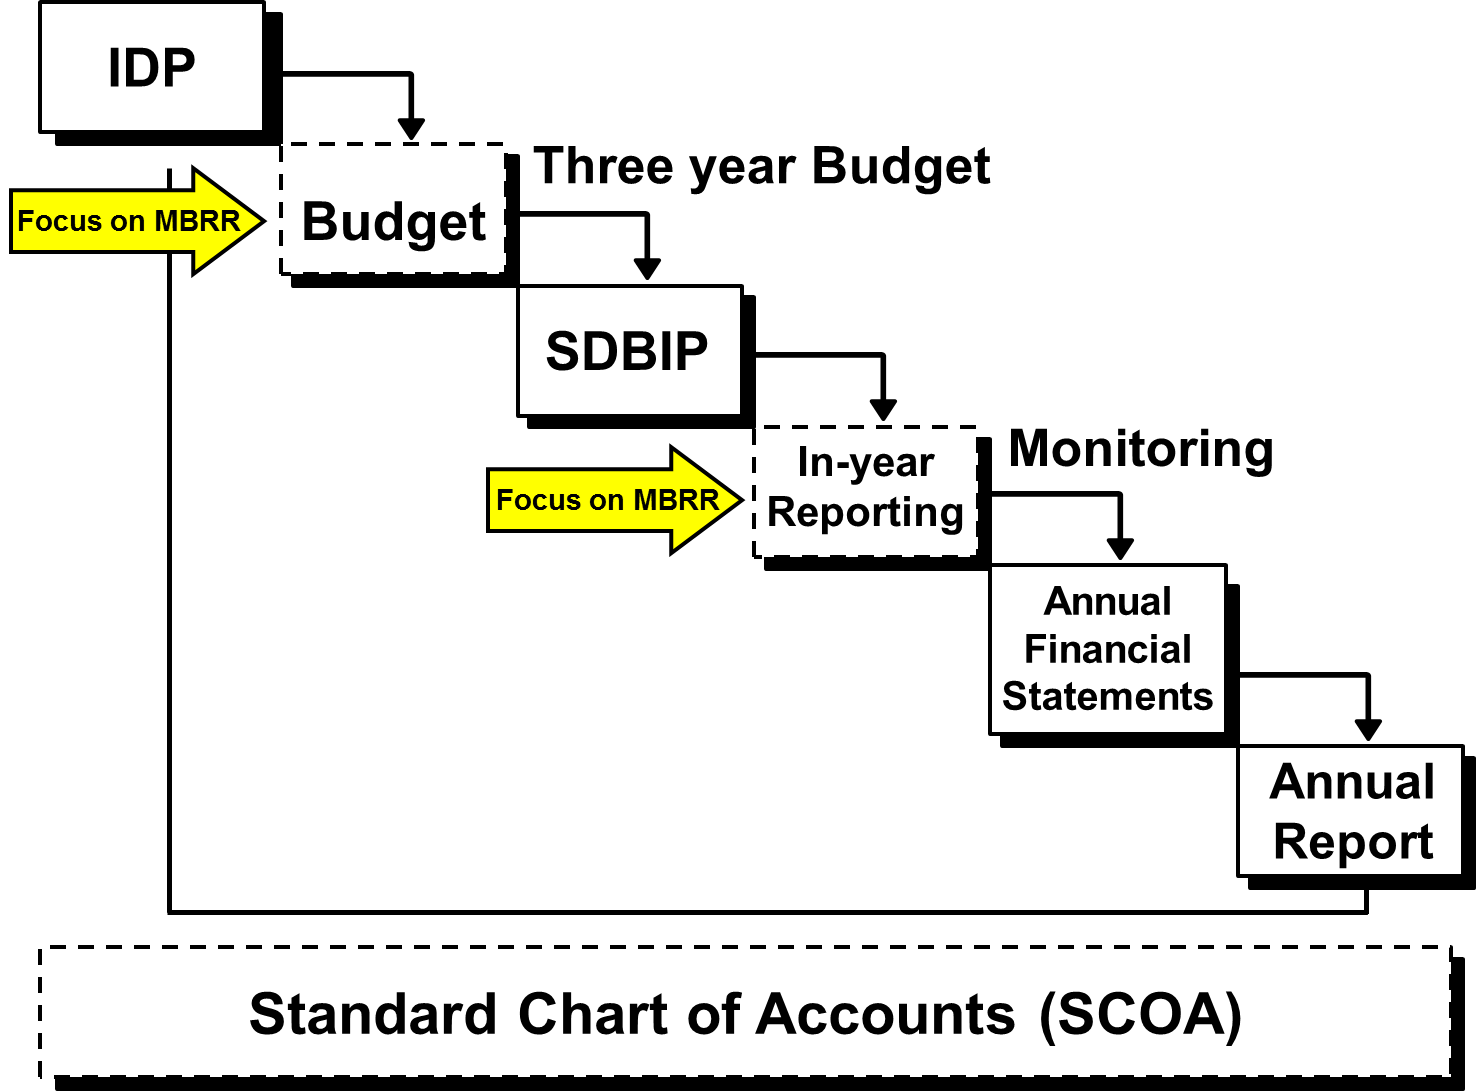 IDP
Three year Budget
Focus on MBRR
Budget
SDBIP
Monitoring
In-year
Reporting
Focus on MBRR
Annual
Financial
Statements
Annual
Report
Standard Chart of Accounts (SCOA)